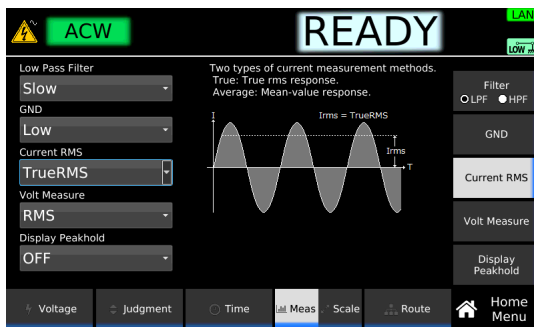 ACW
READY
LAN
LOW
Low Pass Filter
Slow
GND
Low
Current RMS
TrueRMS
Volt Measure
RMS
Display Peakhold
OFF
Two types of current measurement methods.
True: True rms response.
Average: Mean-value response.
I
Irms = TrueRMS
Irms
T
Filter
LPF HPF
GND
Current RMS
Volt Measure
Display
Peakhold
Voltage
Judgment
Time
Meas
Scale
Route
Home
Menu